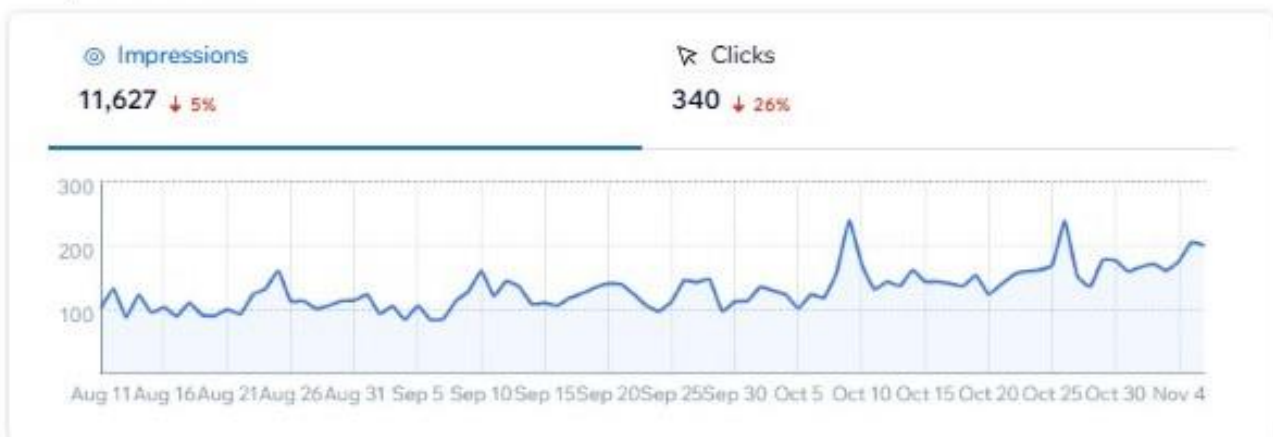 Impressions
11,627 ↓ 5%
Clicks
340 ↓ 26%
300
200
100
Aug 11 Aug 16 Aug 21 Aug 26 Aug 31 Sep 5 Sep 10 Sep 15 Sep 20 Sep 25 Sep 30 Oct 5 Oct 10 Oct 15 Oct 20 Oct 25 Oct 30 Nov 4